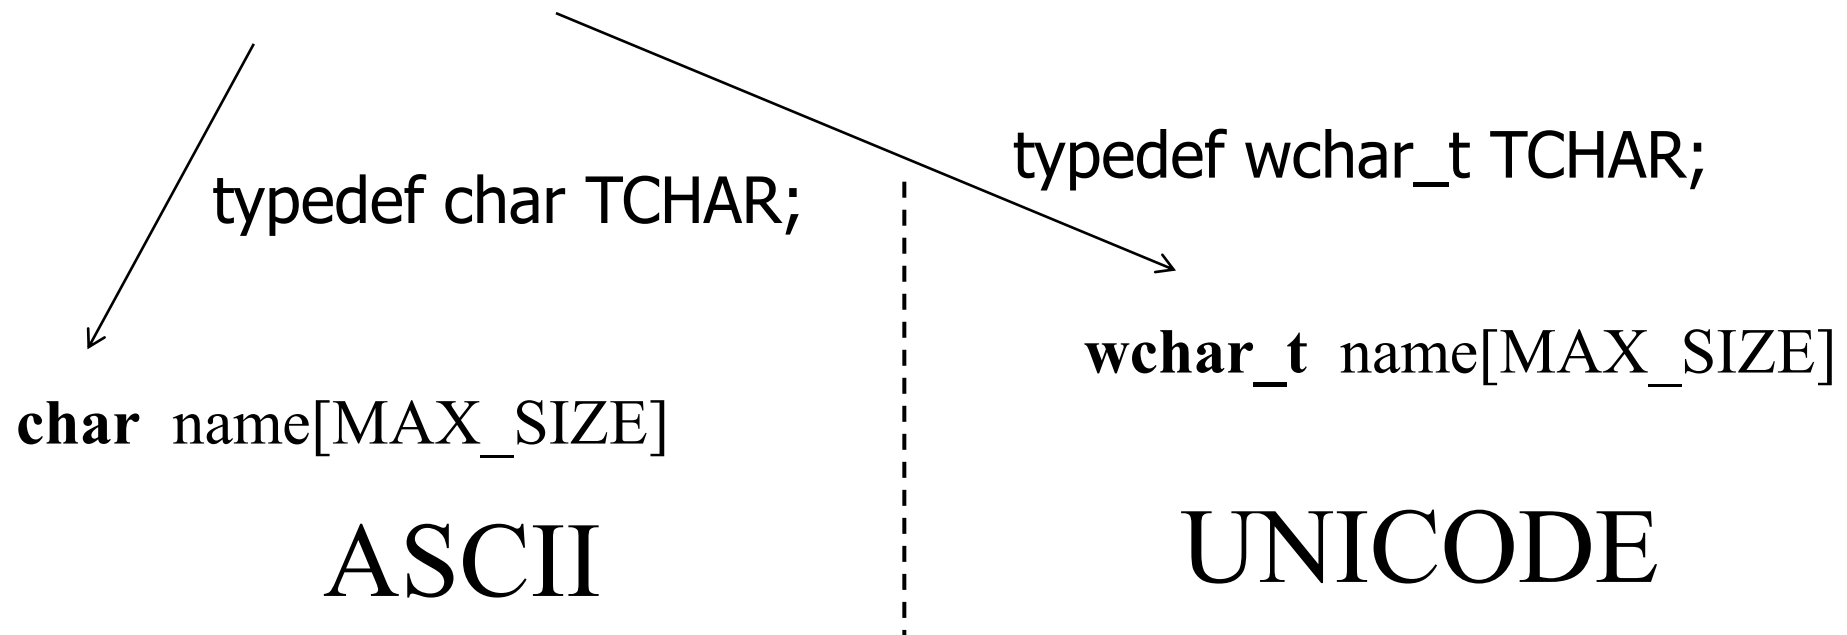 typedef char TCHAR;
char name[MAX_SIZE]
ASCII
typedef wchar_t TCHAR;
wchar_t name[MAX_SIZE]
UNICODE